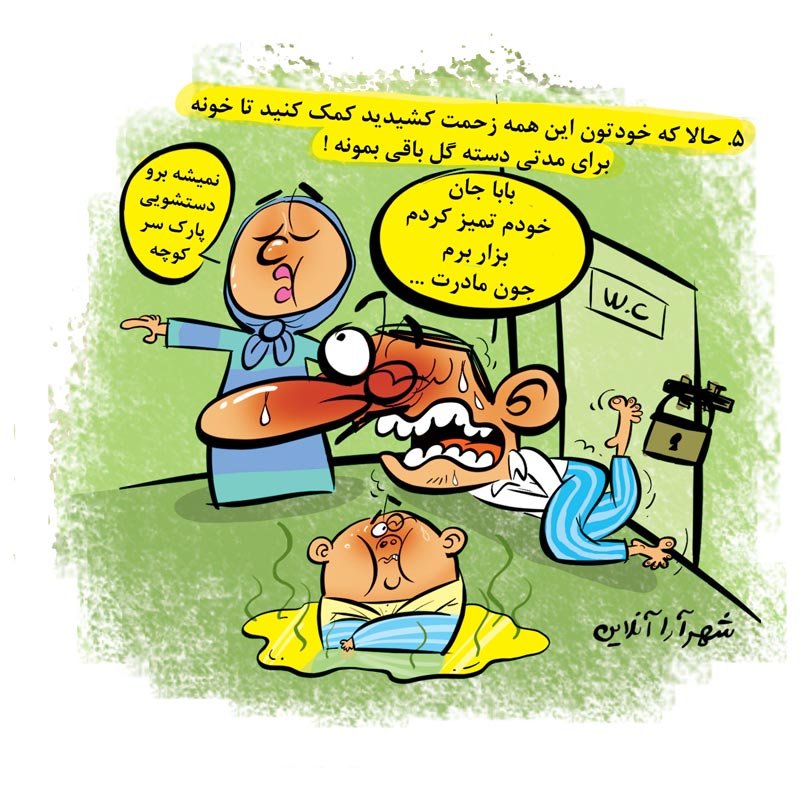 ۵. حالا که خودتون این همه زحمت کشیدید کمک کنید تا خونه
برای مدتی دسته گل باقی بمونه !
بابا جان
خودم تمیز کردم
بزار برم
جون مادرت ...
نمیشه برو
دستشویی
پارک سر
کوچه
W.C
شهرآرا آنلاین